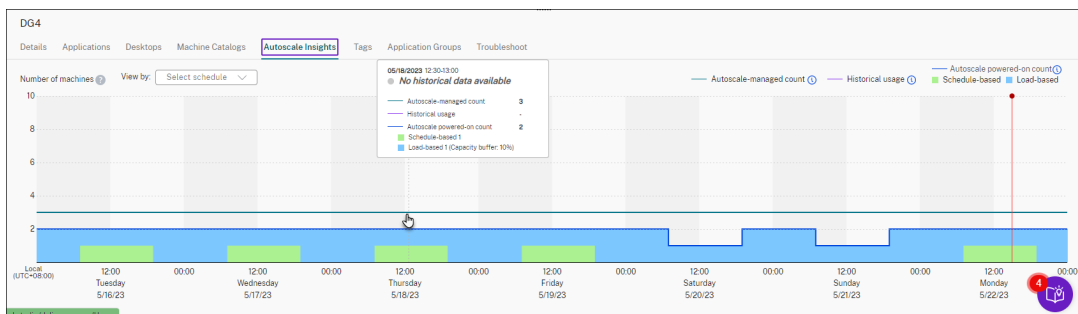 DG4
Details Applications Desktops Machine Catalogs Autoscale Insights Tags Application Groups Troubleshoot
Number of machines ? View by: Select schedule
05/18/2023 12:30-13:00
No historical data available
Autoscale-managed count 3
Historical usage -
Autoscale powered-on count 2
Schedule-based 1
Load-based 1 (Capacity buffer: 10%)
Autoscale-managed count Historical usage Autoscale powered-on count
Schedule-based Load-based
10
8
6
4
2
Local 12:00 00:00 12:00 00:00 12:00 00:00 12:00 00:00 12:00 00:00 12:00 00:00 12:00 00:00
(UTC+08:00) Tuesday Wednesday Thursday Friday Saturday Sunday Monday
5/16/23 5/17/23 5/18/23 5/19/23 5/20/23 5/21/23 5/22/23
4